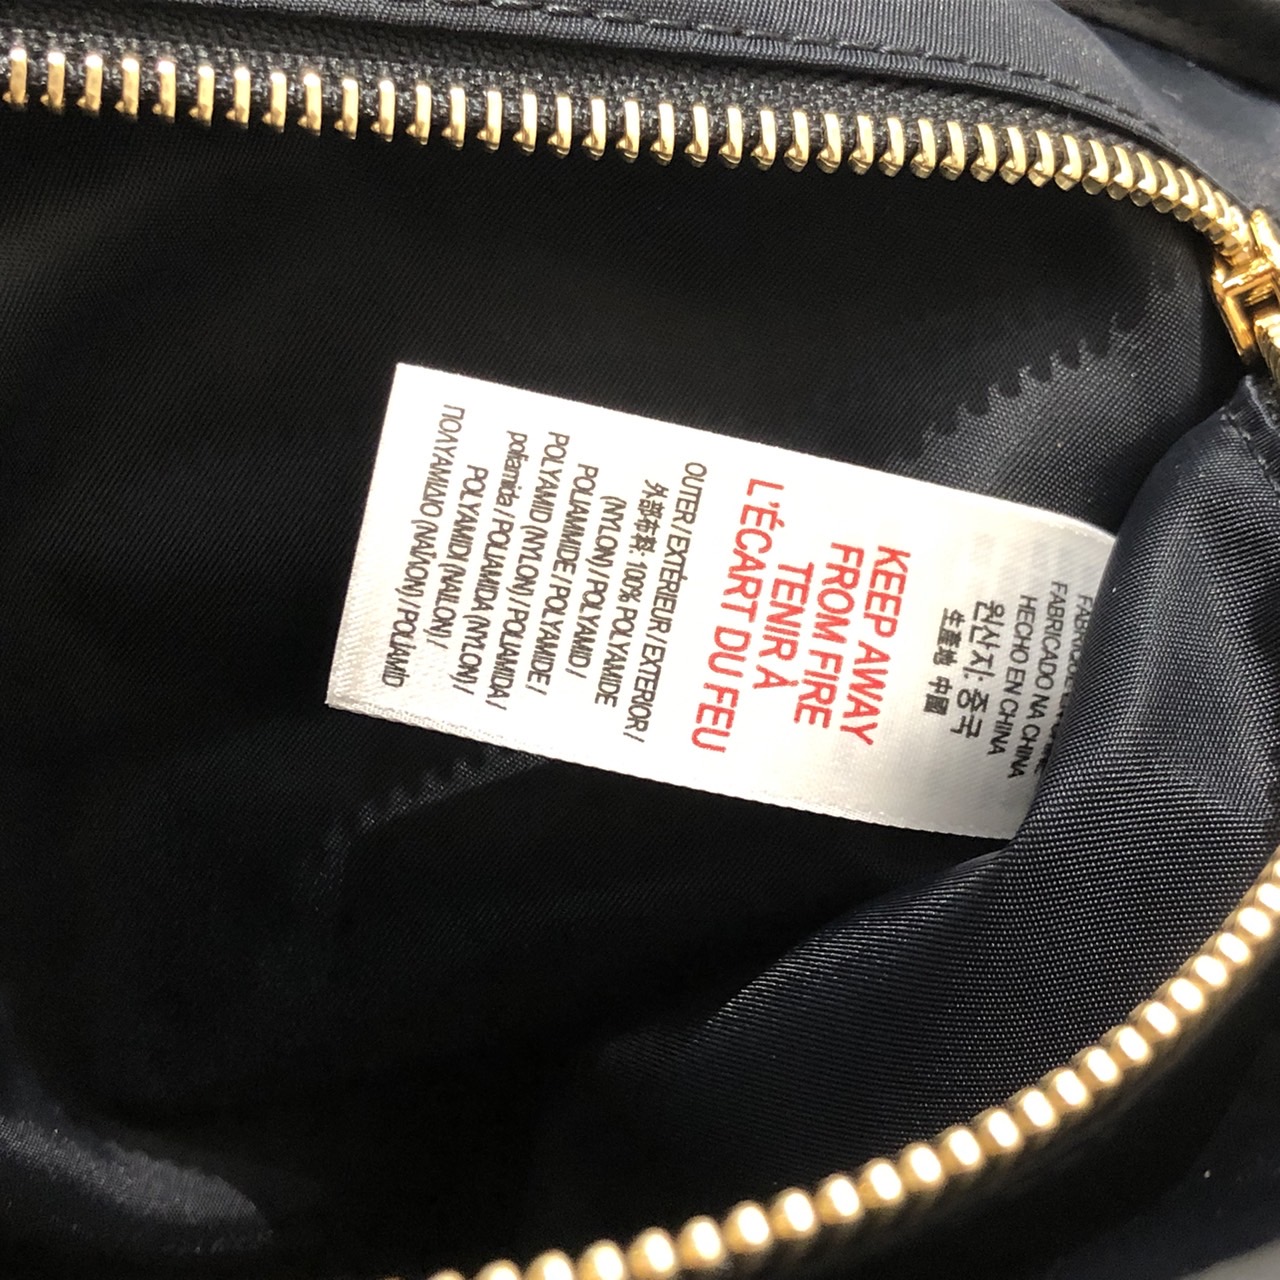 FABRICADO NA CHINA
HECHO EN CHINA
원산지: 중국
生產地 中國
KEEP AWAY
FROM FIRE
TENIR À
L'ÉCART DU FEU
OUTER / EXTÉRIEUR / EXTERIOR /
外部布料: 100% POLYAMIDE
(NYLON) / POLYAMID /
POLIAMMIDE / POLYAMIDE /
POLYAMID (NYLON) / POLIAMIDA /
poliamida / POLIAMIDA (NYLON) /
POLYAMID (NAILON) /
ΠΟΛΥΑΜΙΔΙΟ (ΝΑΪΛΟΝ) / POLIAMID